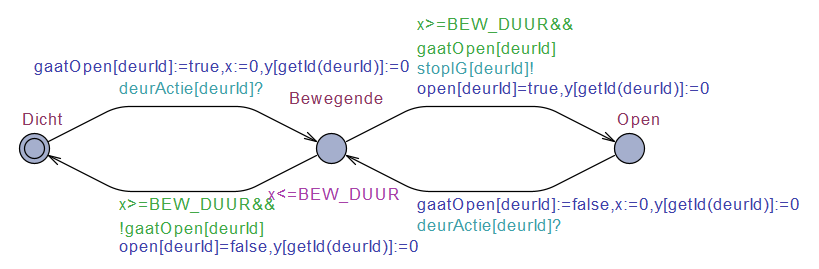 x>=BEW_DUUR&&
gaatOpen[deurId]
stopIG[deurId]!
open[deurId]=true,y[getId(deurId)]:=0
gaatOpen[deurId]:=true,x:=0,y[getId(deurId)]:=0
deurActie[deurId]?
Bewegende
Dicht
Open
x<=BEW_DUUR
x>=BEW_DUUR&&
!gaatOpen[deurId]
open[deurId]=false,y[getId(deurId)]:=0
gaatOpen[deurId]:=false,x:=0,y[getId(deurId)]:=0
deurActie[deurId]?